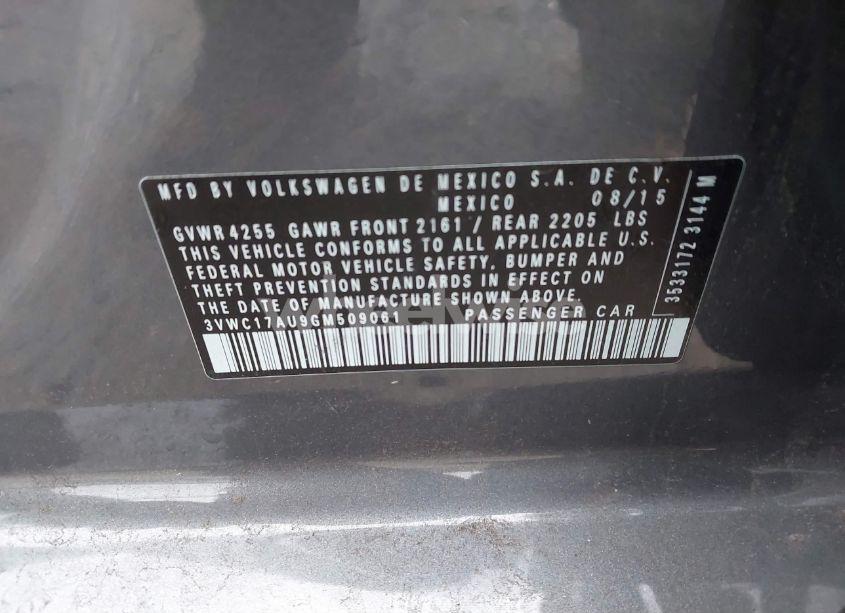 MFD BY VOLKSWAGEN DE MEXICO S.A. DE C.V.
MEXICO 08/15
GVWR 4255 GAWR FRONT 2161 / REAR 2205 LBS
THIS VEHICLE CONFORMS TO ALL APPLICABLE U.S.
FEDERAL MOTOR VEHICLE SAFETY, BUMPER AND
THEFT PREVENTION STANDARDS IN EFFECT ON
THE DATE OF MANUFACTURE SHOWN ABOVE.
3VWC17AU9GM509061 PASSENGER CAR
3533172 3144 M